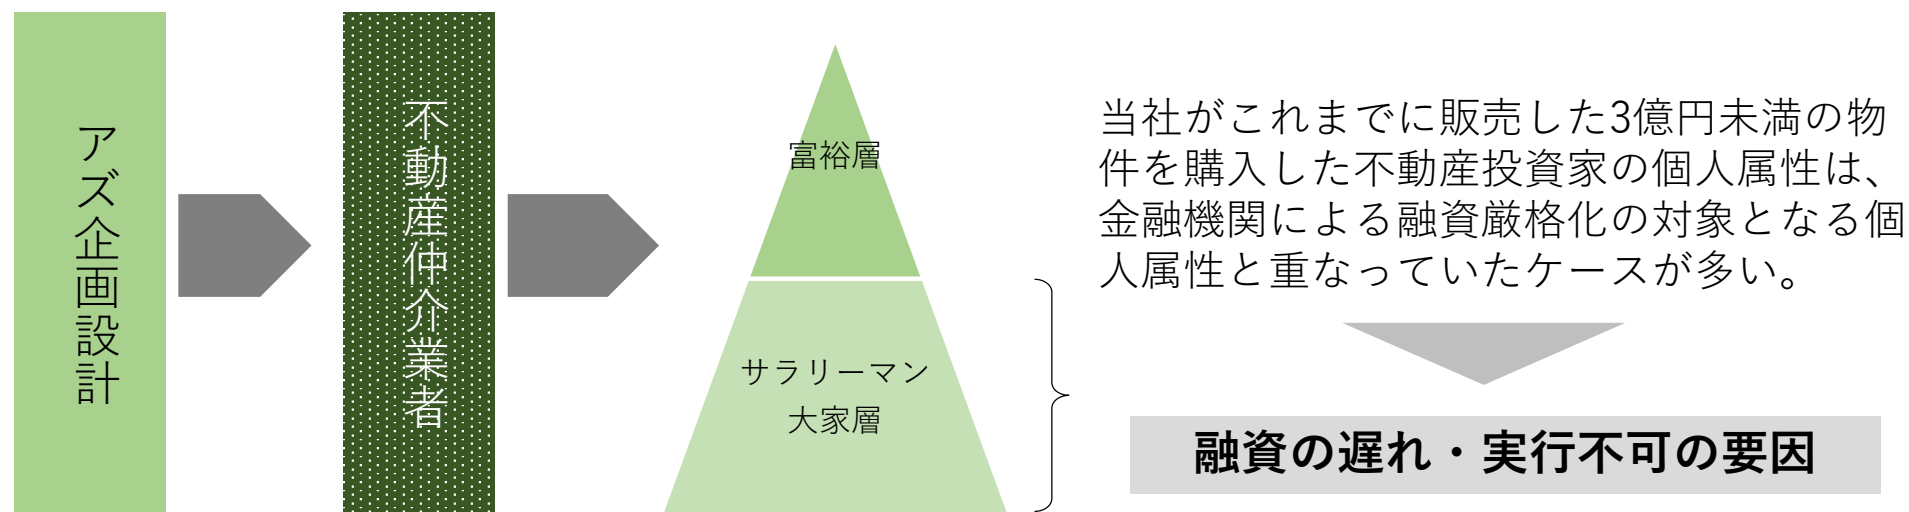 アズ企画設計
不動産仲介業者
富裕層
サラリーマン
大家層
当社がこれまでに販売した3億円未満の物
件を購入した不動産投資家の個人属性は、
金融機関による融資厳格化の対象となる個
人属性と重なっていたケースが多い。
融資の遅れ・実行不可の要因